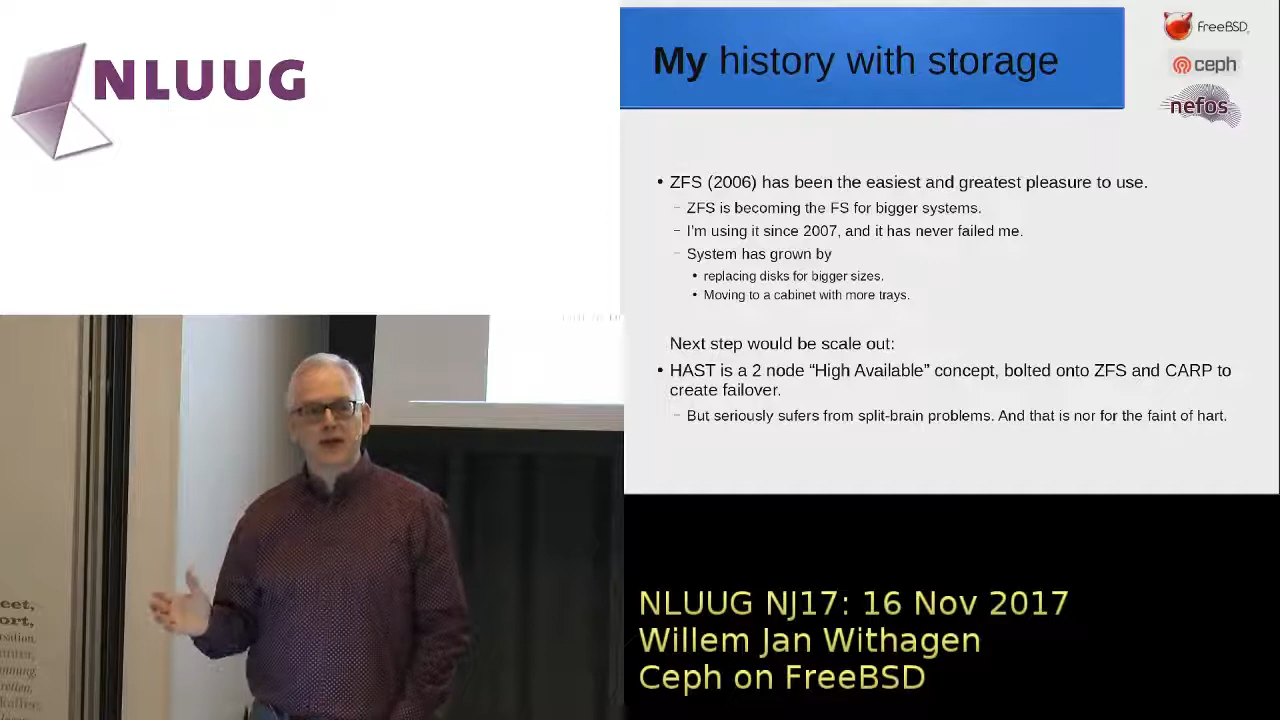 NLUUG
My history with storage
FreeBSD
ceph
nefos
• ZFS (2006) has been the easiest and greatest pleasure to use.
– ZFS is becoming the FS for bigger systems.
– I'm using it since 2007, and it has never failed me.
– System has grown by
• replacing disks for bigger sizes.
• Moving to a cabinet with more trays.
Next step would be scale out:
• HAST is a 2 node “High Available” concept, bolted onto ZFS and CARP to
create failover.
– But seriously sufers from split-brain problems. And that is nor for the faint of hart.
NLUUG NJ17: 16 Nov 2017
Willem Jan Withagen
Ceph on FreeBSD